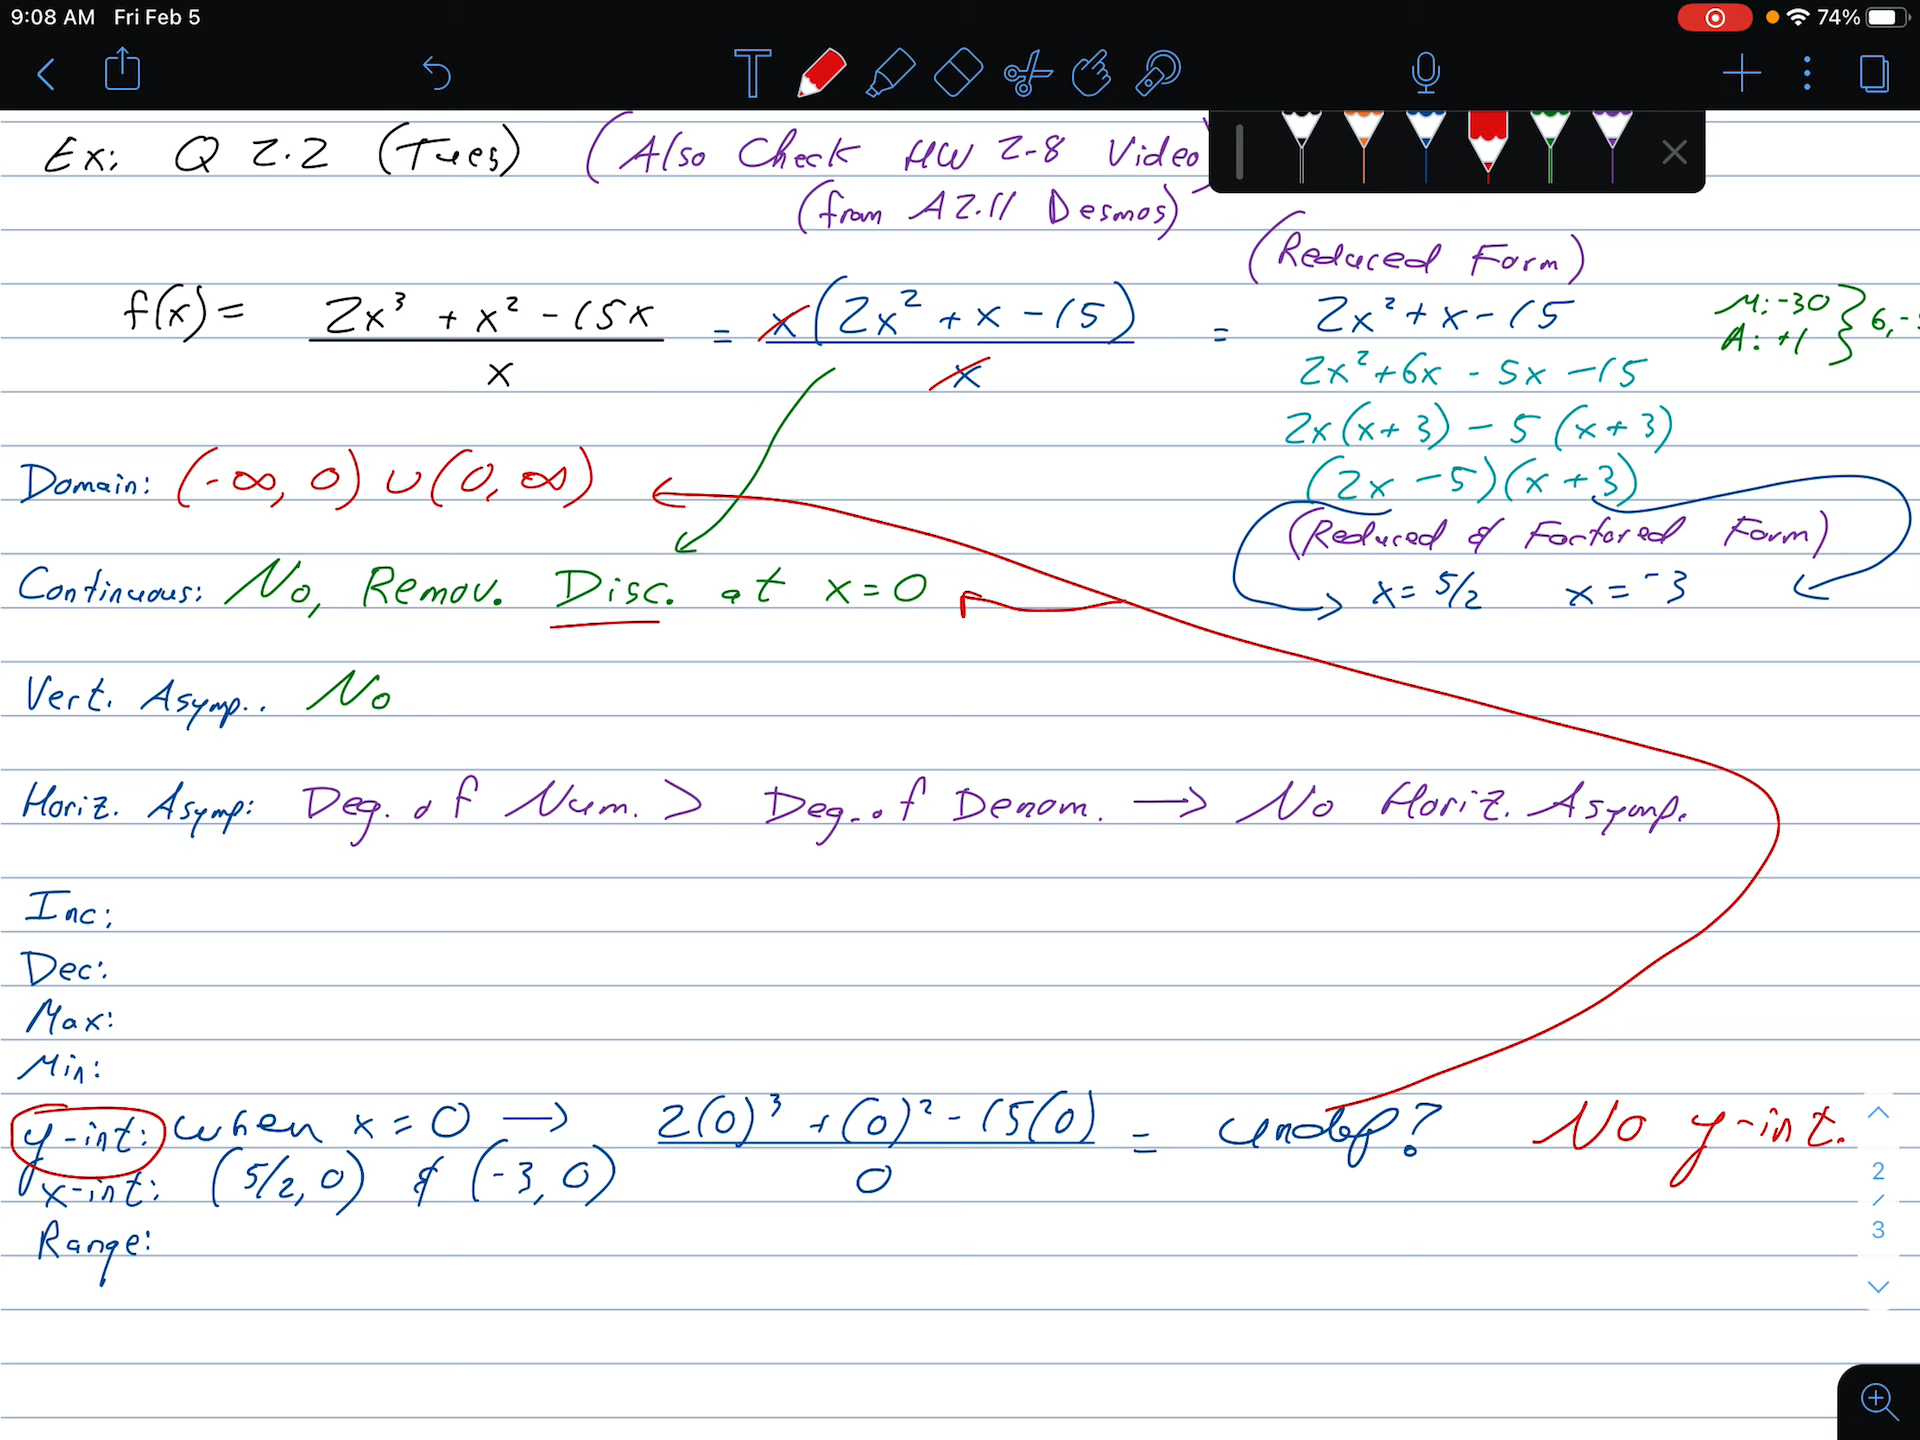 9:08 AM Fri Feb 5 74%
Ex: Q 2.2 (Tues) (Also Check HW 2-8 Video
(from A2.11 Desmos)
(Reduced Form)
f(x) = (2x³ + x² - 15x)/x = x(2x² + x - 15)/x = 2x² + x - 15
M: -30 } 6, -
A: +1
2x² + 6x - 5x - 15
2x(x + 3) - 5(x + 3)
(2x - 5)(x + 3)
(Reduced & Factored Form)
x = 5/2 x = -3
Domain: (-∞, 0) ∪ (0, ∞)
Continuous: No, Remov. Disc. at x = 0
Vert. Asymp.. No
Horiz. Asymp: Deg. of Num. > Deg. of Denom. → No Horiz. Asymp.
Inc:
Dec:
Max:
Min:
y-int: when x = 0 → (2(0)³ + (0)² - 15(0))/0 = undef? No y-int.
x-int: (5/2, 0) & (-3, 0)
Range:
2 / 3